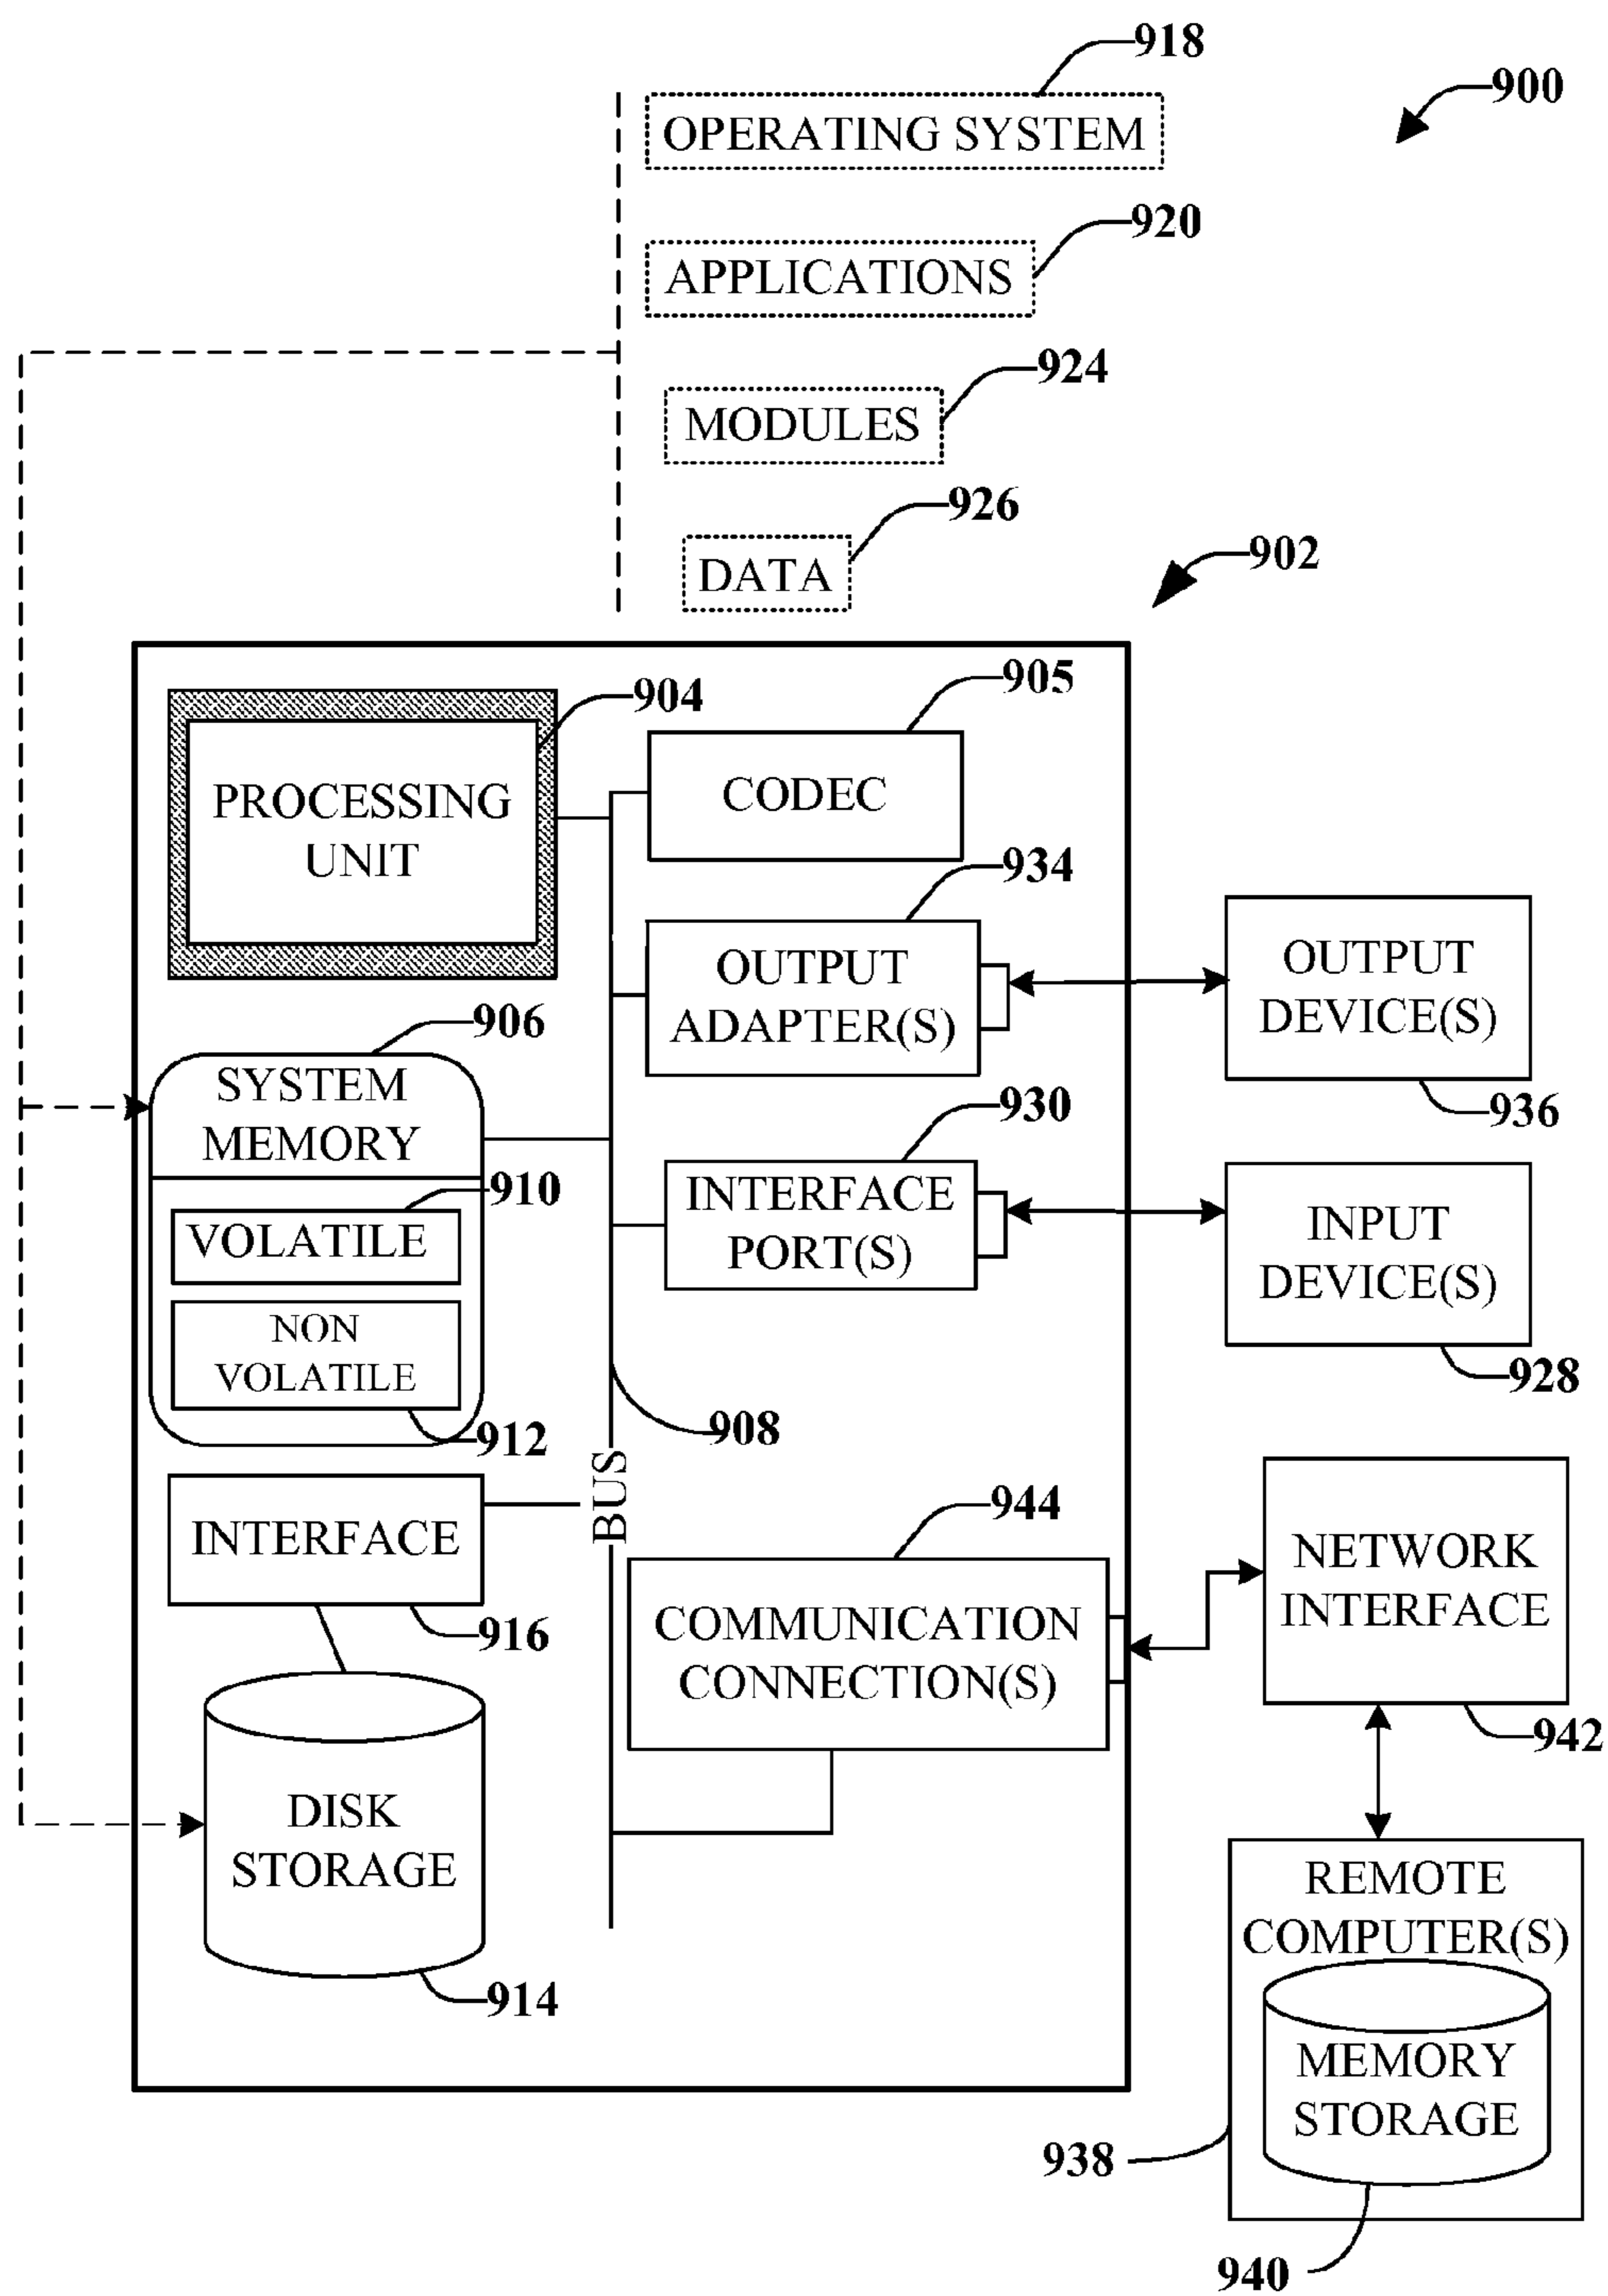 918
900
OPERATING SYSTEM
920
APPLICATIONS
924
MODULES
926
902
DATA
905
904
CODEC
PROCESSING
UNIT
934
OUTPUT
ADAPTER(S)
OUTPUT
DEVICE(S)
936
906
SYSTEM
MEMORY
930
910
INTERFACE
PORT(S)
INPUT
DEVICE(S)
928
VOLATILE
NON
VOLATILE
912
908
BUS
944
INTERFACE
916
COMMUNICATION
CONNECTION(S)
NETWORK
INTERFACE
942
DISK
STORAGE
914
REMOTE
COMPUTER(S)
MEMORY
STORAGE
938
940